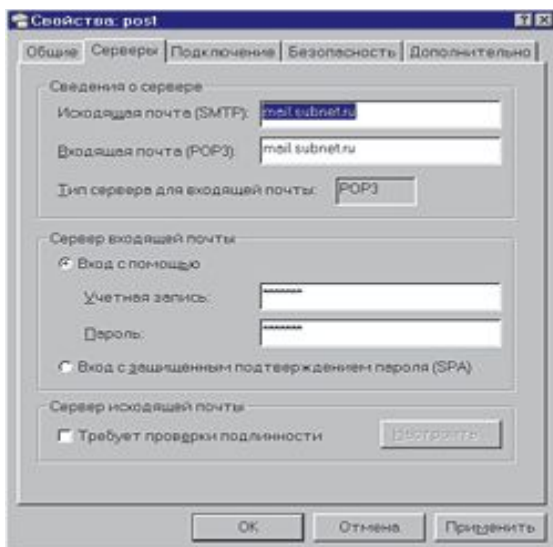 Свойства: post
Общие Серверы Подключение Безопасность Дополнительно
Сведения о сервере
Исходящая почта (SMTP): mail.subnet.ru
Входящая почта (POP3): mail.subnet.ru
Тип сервера для входящей почты: POP3
Сервер входящей почты
Вход с помощью
Учетная запись:
Пароль:
Вход с защищенным подтверждением пароля (SPA)
Сервер исходящей почты
Требует проверки подлинности Настроить...
ОК Отмена Применить